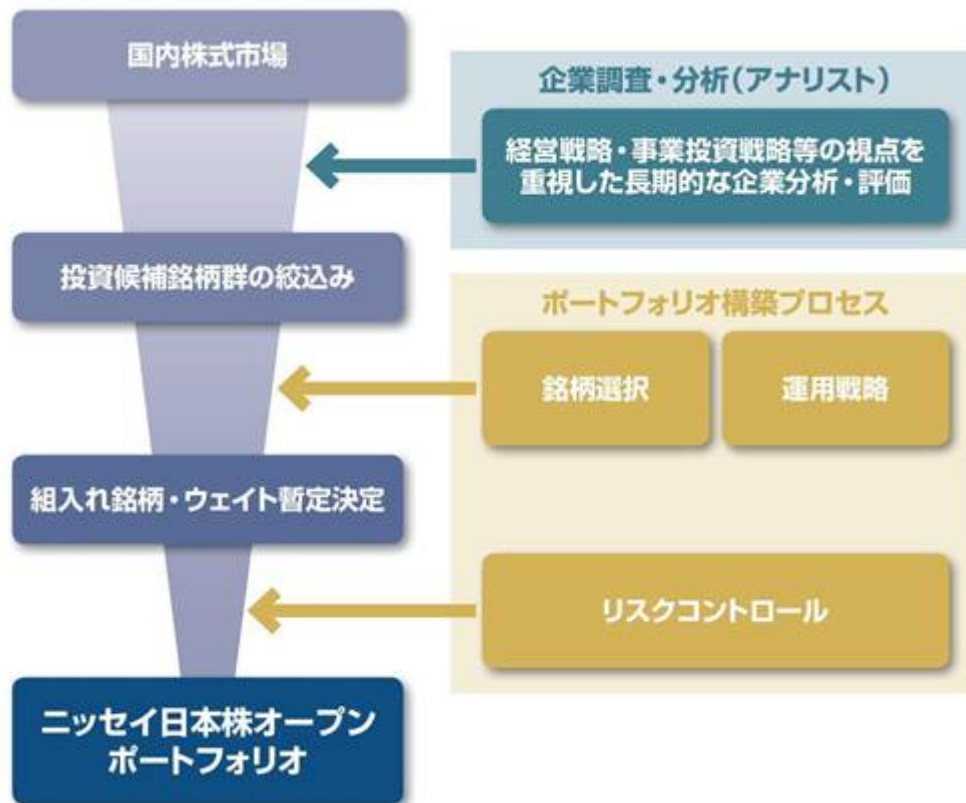 国内株式市場
企業調査・分析(アナリスト)
経営戦略・事業投資戦略等の視点を
重視した長期的な企業分析・評価
投資候補銘柄群の絞込み
ポートフォリオ構築プロセス
銘柄選択
運用戦略
組入れ銘柄・ウェイト暫定決定
リスクコントロール
ニッセイ日本株オープン
ポートフォリオ